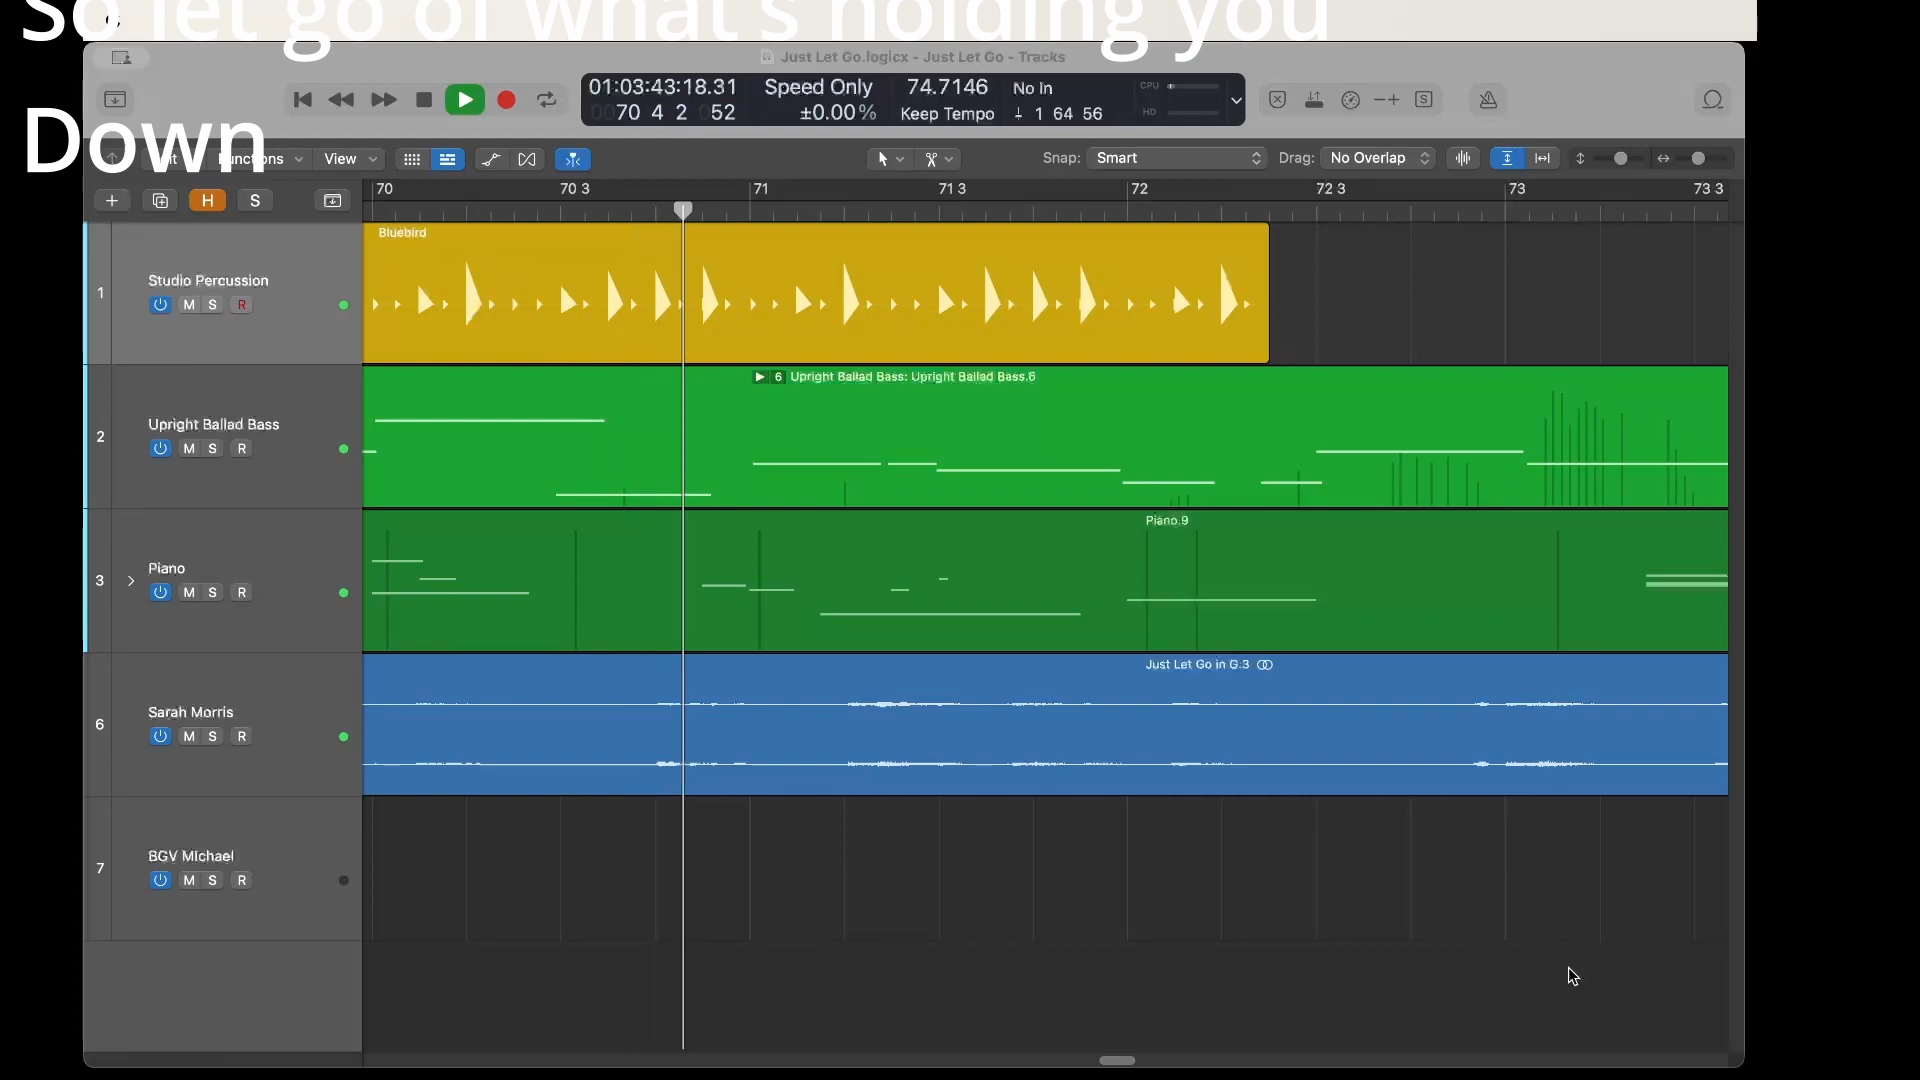 So let go of what's holding you
Down
Just Let Go.logicx - Just Let Go - Tracks
01:03:43:18.31 Speed Only 74.7146 No In CPU
0070 4 2 052 ±0.00% Keep Tempo 1 64 56 HD
Functions View Snap: Smart Drag: No Overlap
H S 70 70 3 71 71 3 72 72 3 73 73 3
Bluebird
1 Studio Percussion
M S R
6 Upright Ballad Bass: Upright Ballad Bass.6
2 Upright Ballad Bass
M S R
Piano.9
3 Piano
M S R
Just Let Go in G.3
6 Sarah Morris
M S R
7 BGV Michael
M S R